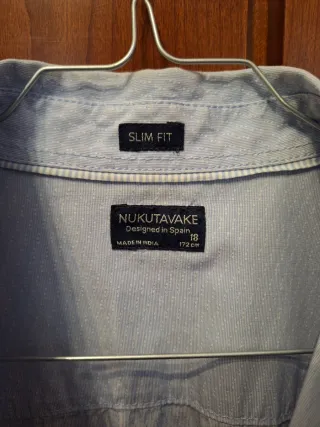 SLIM FIT
NUKUTAVAKE
Designed in Spain
18
MADE IN INDIA
172 cm